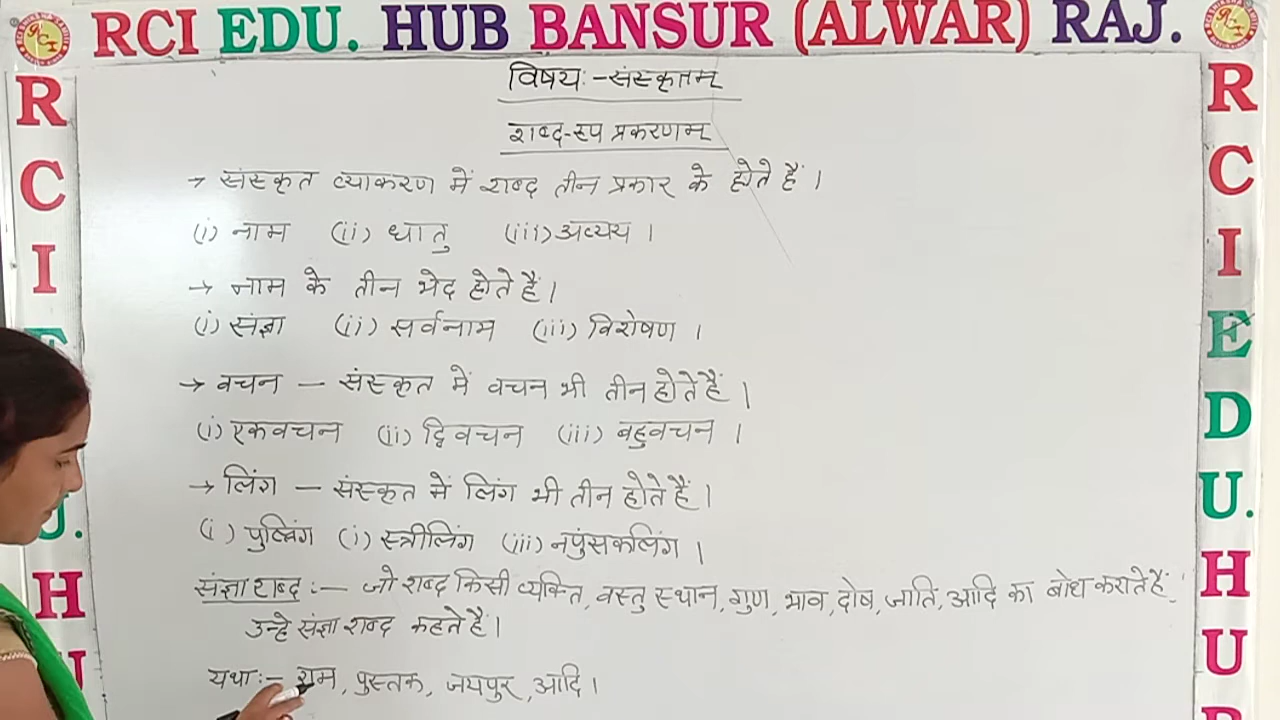 RCI EDU. HUB BANSUR (ALWAR) RAJ.
विषयः-संस्कृतम्
शब्द-रूप प्रकरणम्
→ संस्कृत व्याकरण में शब्द तीन प्रकार के होते हैं।
(i) नाम (ii) धातु (iii) अव्यय।
→ नाम के तीन भेद होते हैं।
(i) संज्ञा (ii) सर्वनाम (iii) विशेषण।
→ वचन — संस्कृत में वचन भी तीन होते हैं।
(i) एकवचन (ii) द्विवचन (iii) बहुवचन।
→ लिंग — संस्कृत में लिंग भी तीन होते हैं।
(i) पुल्लिंग (i) स्त्रीलिंग (iii) नपुंसकलिंग।
संज्ञा शब्द :— जो शब्द किसी व्यक्ति, वस्तु स्थान, गुण, भाव, दोष, जाति, आदि का बोध कराते हैं,
उन्हे संज्ञा शब्द कहते हैं।
यथा:- राम, पुस्तक, जयपुर, आदि।
R
C
I
E
U.
H
U
R
C
I
E
D
U.
H
U